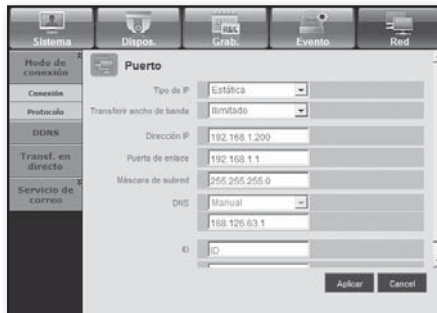 Sistema Dispos. Grab. Evento Red
REC
Modo de conexión
Conexión
Protocolo
DDNS
Transf. en directo
Servicio de correo
Puerto
Tipo de IP Estática
Transferir ancho de banda Ilimitado
Dirección IP 192.168.1.200
Puerta de enlace 192.168.1.1
Máscara de subred 255.255.255.0
DNS Manual
168.126.63.1
ID ID
Aplicar Cancel